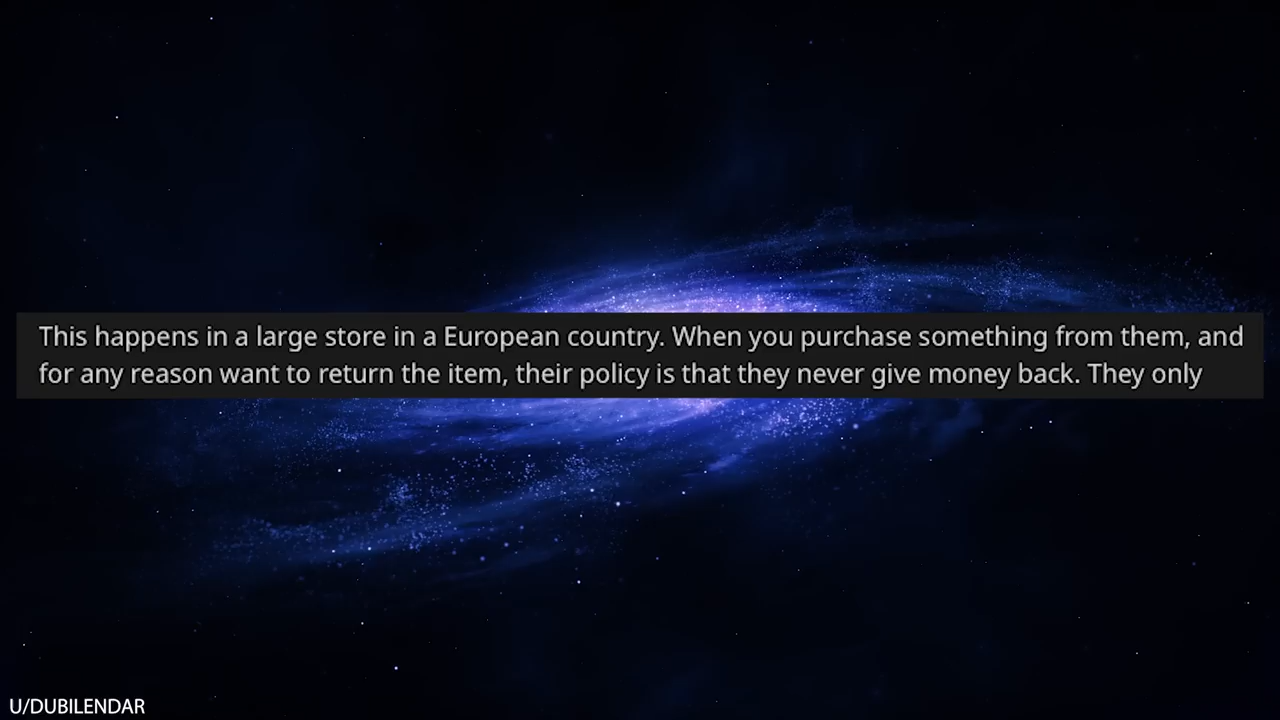 This happens in a large store in a European country. When you purchase something from them, and
for any reason want to return the item, their policy is that they never give money back. They only
U/DUBILENDAR